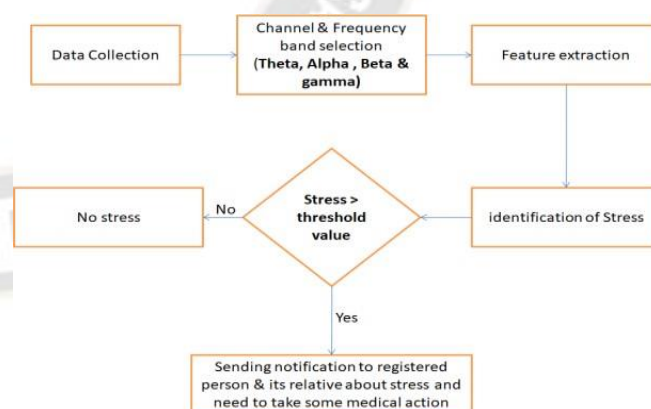 Data Collection
Channel & Frequency
band selection
(Theta, Alpha , Beta &
gamma)
Feature extraction
identification of Stress
Stress >
threshold
value
No
No stress
Yes
Sending notification to registered
person & its relative about stress and
need to take some medical action